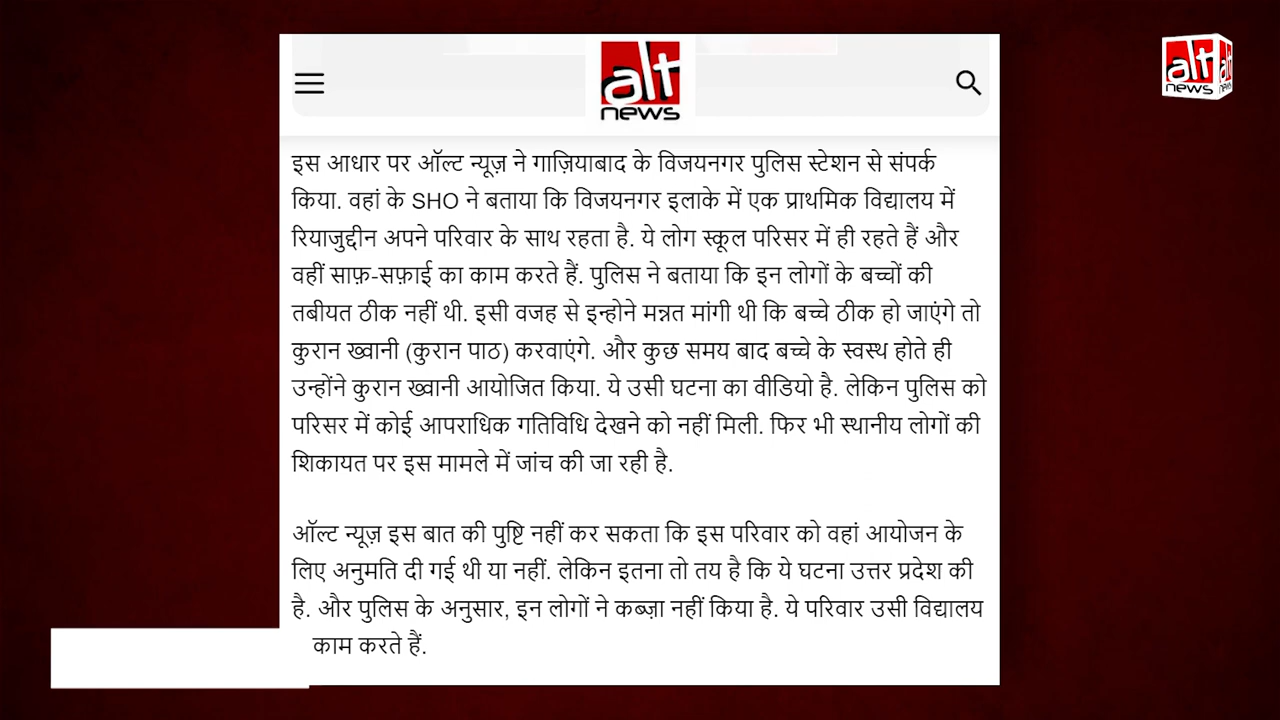 alt
news
alt
news
alt
news
इस आधार पर ऑल्ट न्यूज़ ने गाज़ियाबाद के विजयनगर पुलिस स्टेशन से संपर्क
किया. वहां के SHO ने बताया कि विजयनगर इलाके में एक प्राथमिक विद्यालय में
रियाजुद्दीन अपने परिवार के साथ रहता है. ये लोग स्कूल परिसर में ही रहते हैं और
वहीं साफ़-सफ़ाई का काम करते हैं. पुलिस ने बताया कि इन लोगों के बच्चों की
तबीयत ठीक नहीं थी. इसी वजह से इन्होने मन्नत मांगी थी कि बच्चे ठीक हो जाएंगे तो
कुरान ख्वानी (कुरान पाठ) करवाएंगे. और कुछ समय बाद बच्चे के स्वस्थ होते ही
उन्होंने कुरान ख्वानी आयोजित किया. ये उसी घटना का वीडियो है. लेकिन पुलिस को
परिसर में कोई आपराधिक गतिविधि देखने को नहीं मिली. फिर भी स्थानीय लोगों की
शिकायत पर इस मामले में जांच की जा रही है.
ऑल्ट न्यूज़ इस बात की पुष्टि नहीं कर सकता कि इस परिवार को वहां आयोजन के
लिए अनुमति दी गई थी या नहीं. लेकिन इतना तो तय है कि ये घटना उत्तर प्रदेश की
है. और पुलिस के अनुसार, इन लोगों ने कब्ज़ा नहीं किया है. ये परिवार उसी विद्यालय
काम करते हैं.